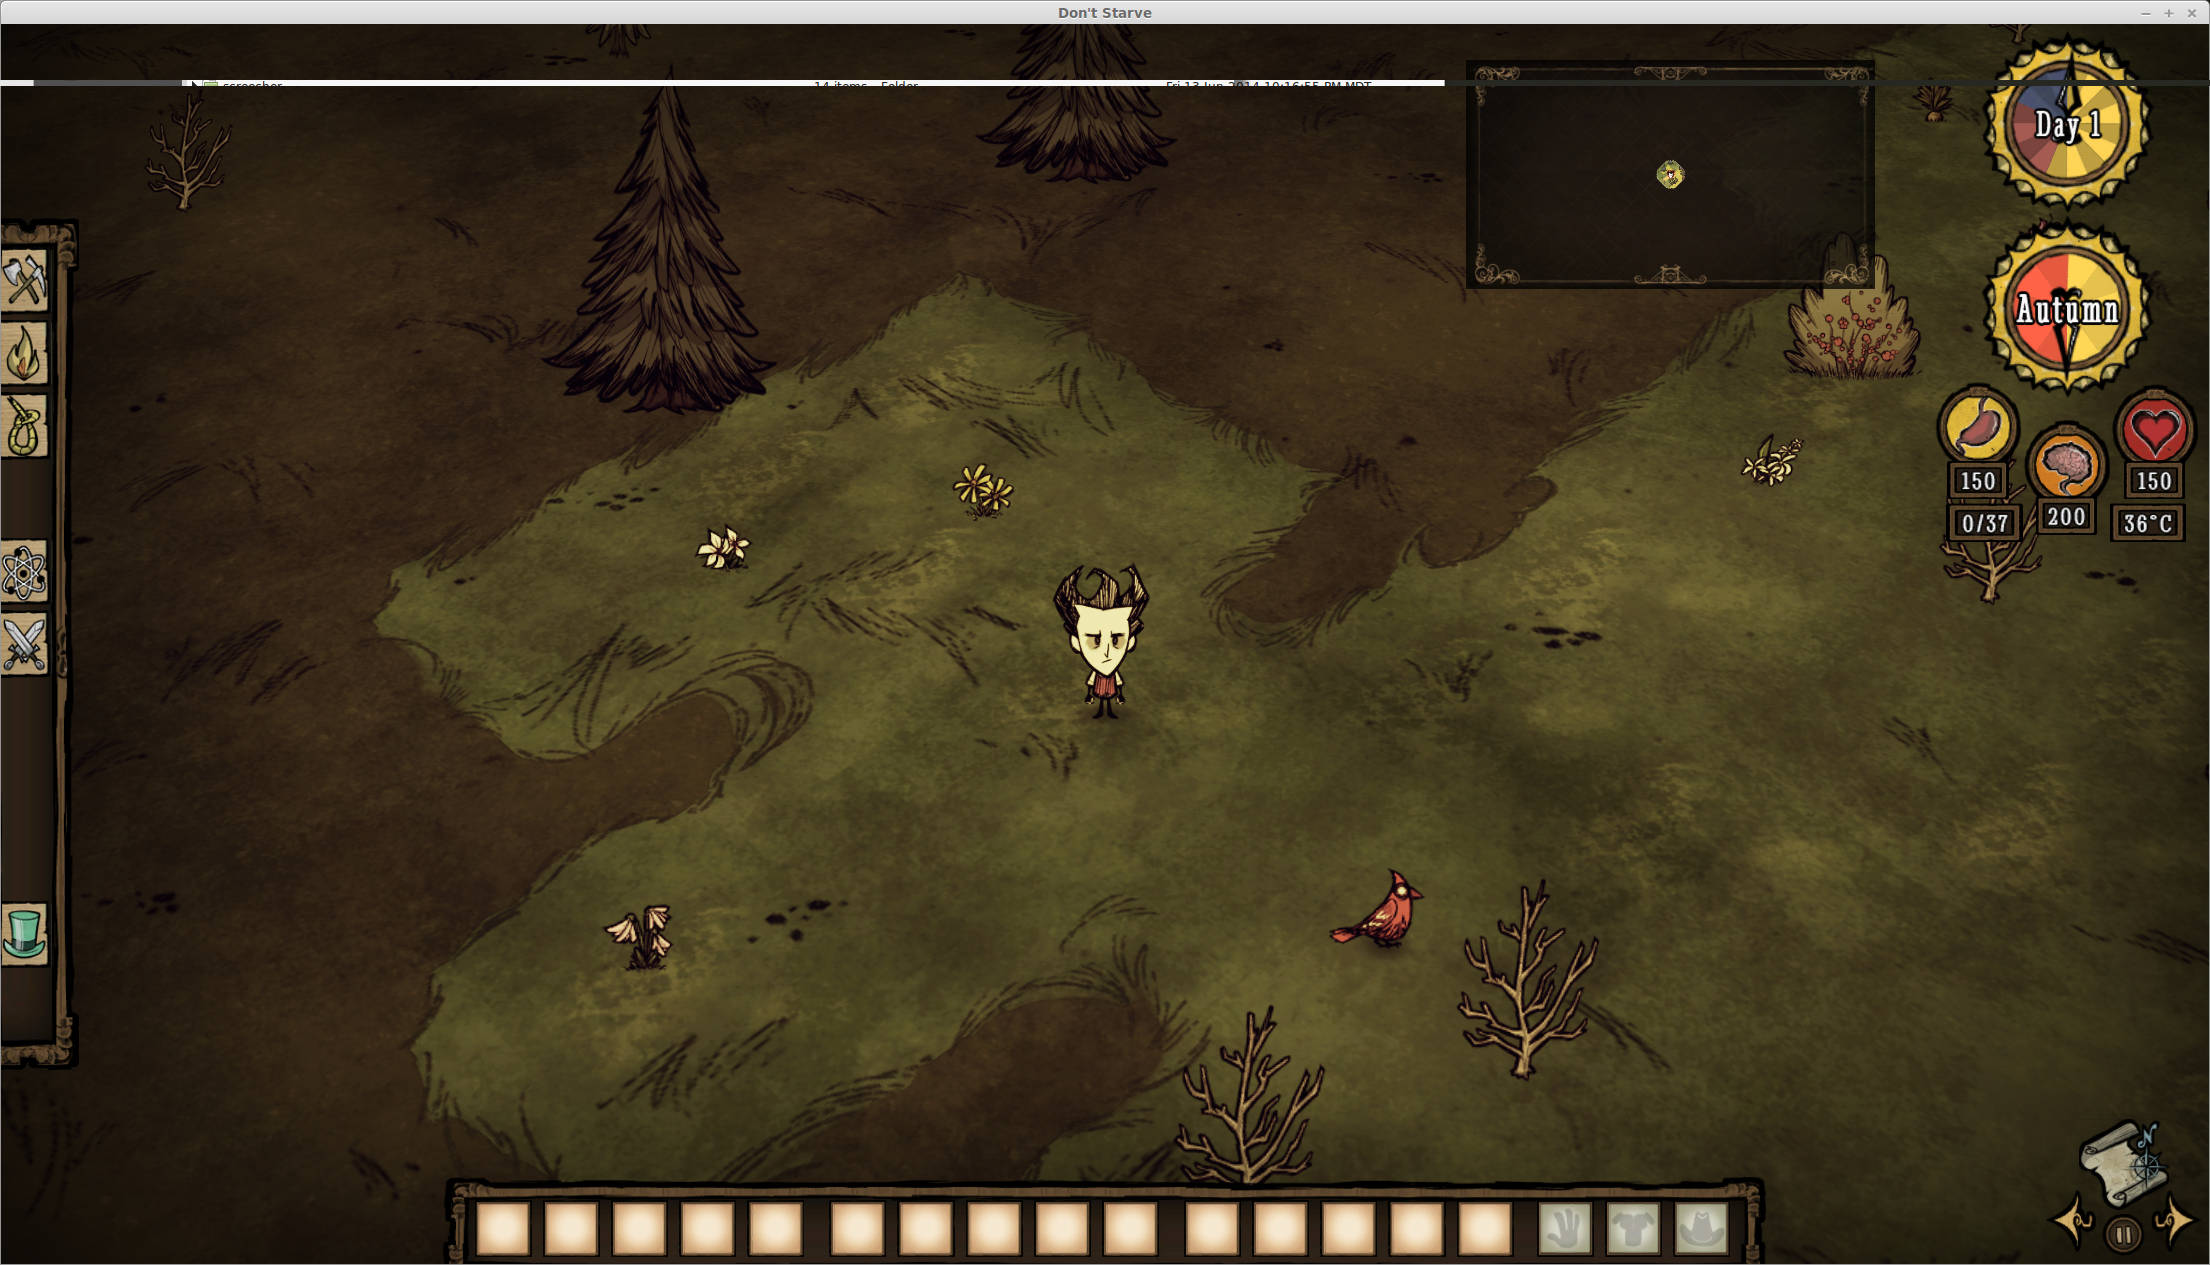 Don't Starve
screecher 14 items Folder Fri 13 Jun 2014 10:16:55 PM MDT
Day 1
Autumn
150
150
200
0/37
36°C
N